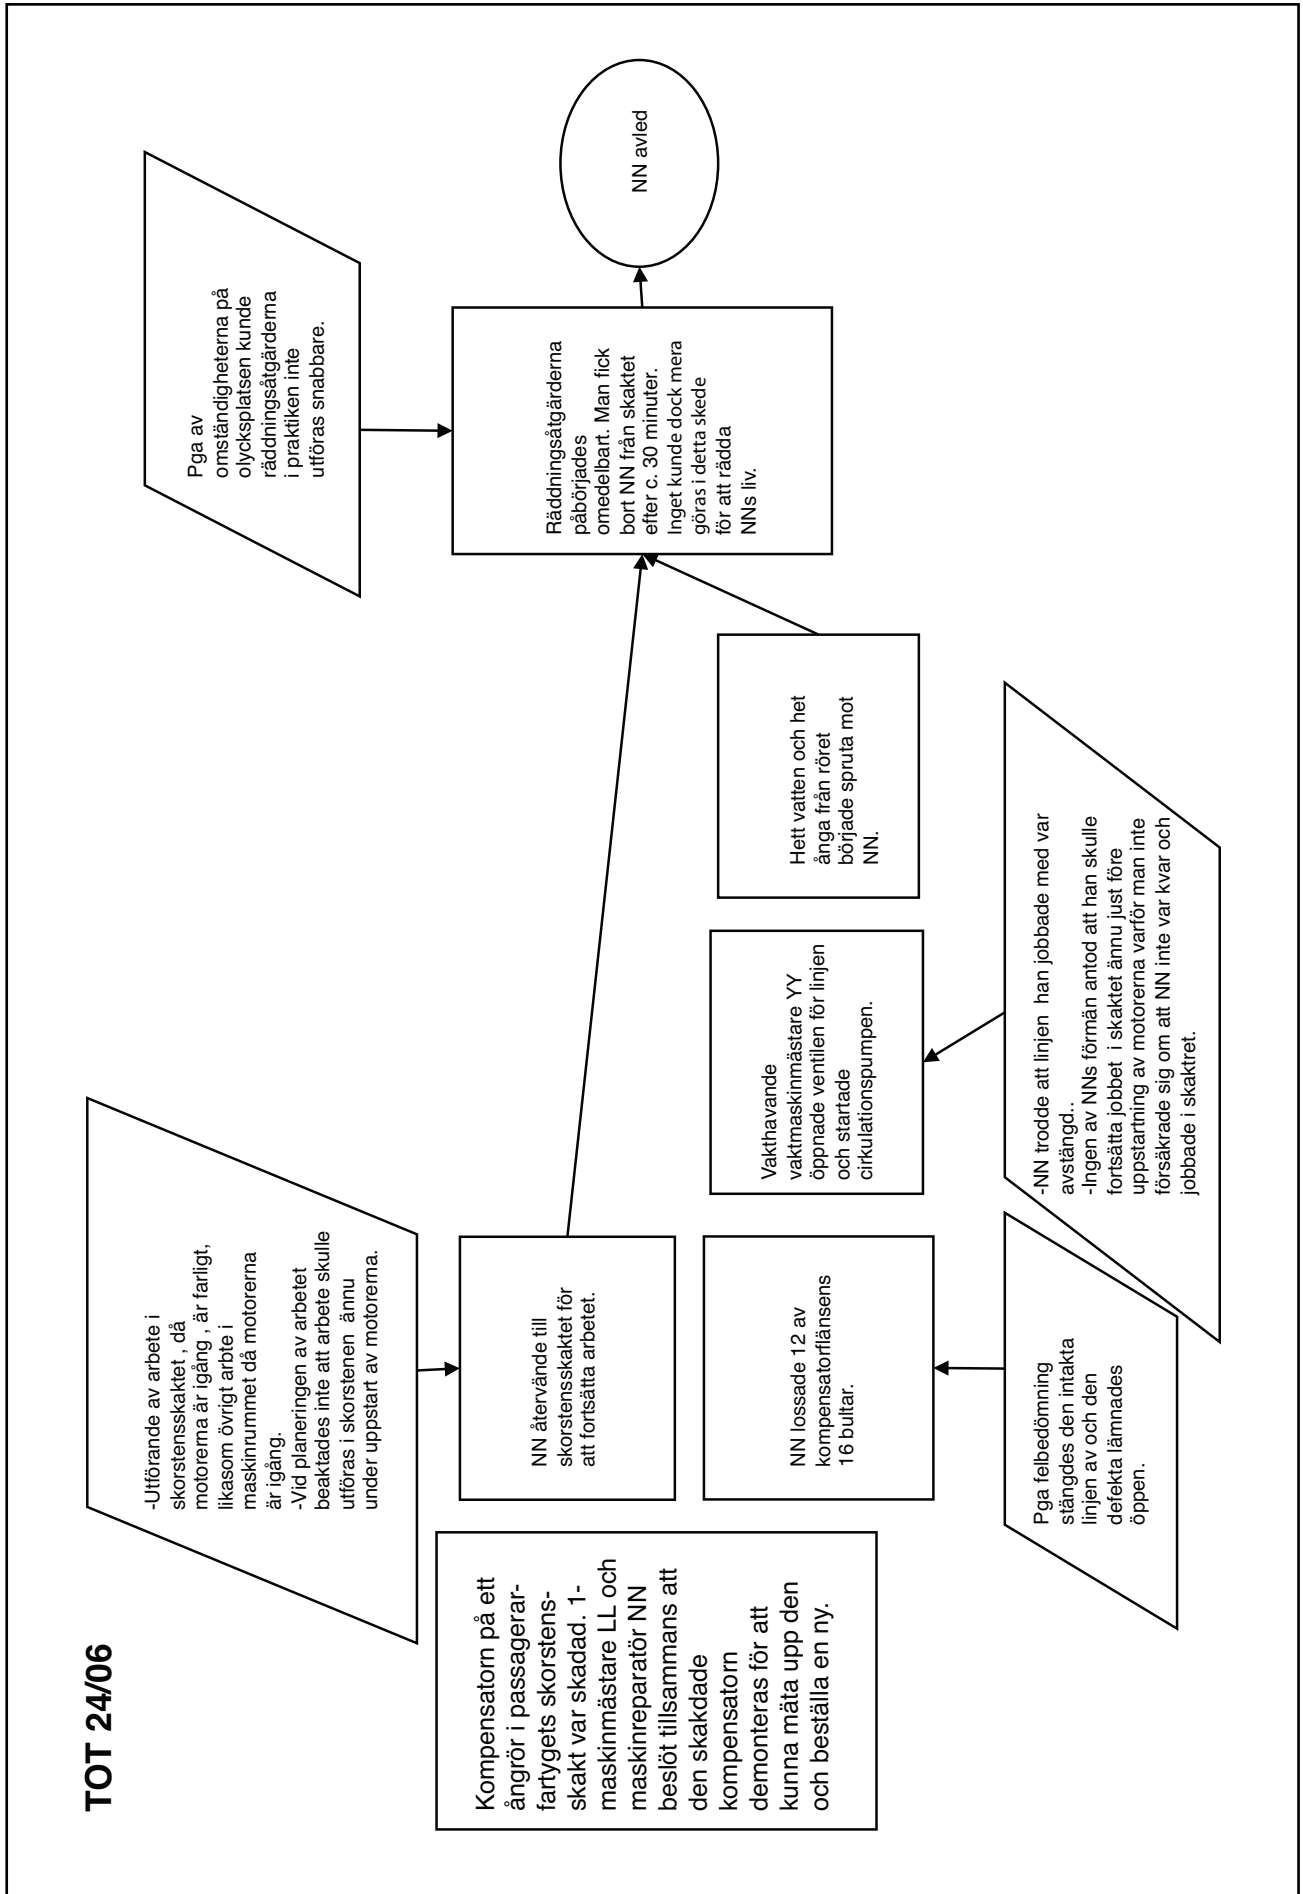 TOT 24/06
Kompensatorn på ett
ångrör i passagerar-
fartygets skorstens-
skakt var skadad. 1-
maskinmästare LL och
maskinreparatör NN
beslöt tillsammans att
den skakdade
kompensatorn
demonteras för att
kunna mäta upp den
och beställa en ny.
-Utförande av arbete i
skorstensskaktet , då
motorerna är igång , är farligt,
likasom övrigt arbte i
maskinrummet då motorerna
är igång.
-Vid planeringen av arbetet
beaktades inte att arbete skulle
utföras i skorstenen ännu
under uppstart av motorerna.
NN återvände till
skorstensskaktet för
att fortsätta arbetet.
NN lossade 12 av
kompensatorflänsens
16 bultar.
Pga felbedömning
stängdes den intakta
linjen av och den
defekta lämnades
öppen.
Vakthavande
vaktmaskinmästare YY
öppnade ventilen för linjen
och startade
cirkulationspumpen.
-NN trodde att linjen han jobbade med var
avstängd..
-Ingen av NNs förmän antod att han skulle
fortsätta jobbet i skaktet ännu just före
uppstartning av motorerna varför man inte
försäkrade sig om att NN inte var kvar och
jobbade i skaktret.
Hett vatten och het
ånga från röret
började spruta mot
NN.
Pga av
omständigheterna på
olycksplatsen kunde
räddningsåtgärderna
i praktiken inte
utföras snabbare.
Räddningsåtgärderna
påbörjades
omedelbart. Man fick
bort NN från skaktet
efter c. 30 minuter.
Inget kunde dock mera
göras i detta skede
för att rädda
NNs liv.
NN avled